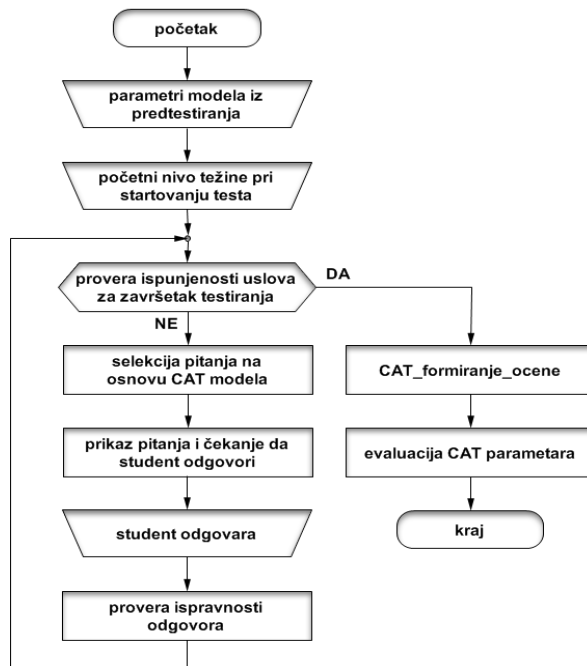 početak
parametri modela iz
predtestiranja
početni nivo težine pri
startovanju testa
provera ispunjenosti uslova
za završetak testiranja
DA
NE
selekcija pitanja na
osnovu CAT modela
CAT_formiranje_ocene
prikaz pitanja i čekanje da
student odgovori
evaluacija CAT parametara
student odgovara
kraj
provera ispravnosti
odgovora